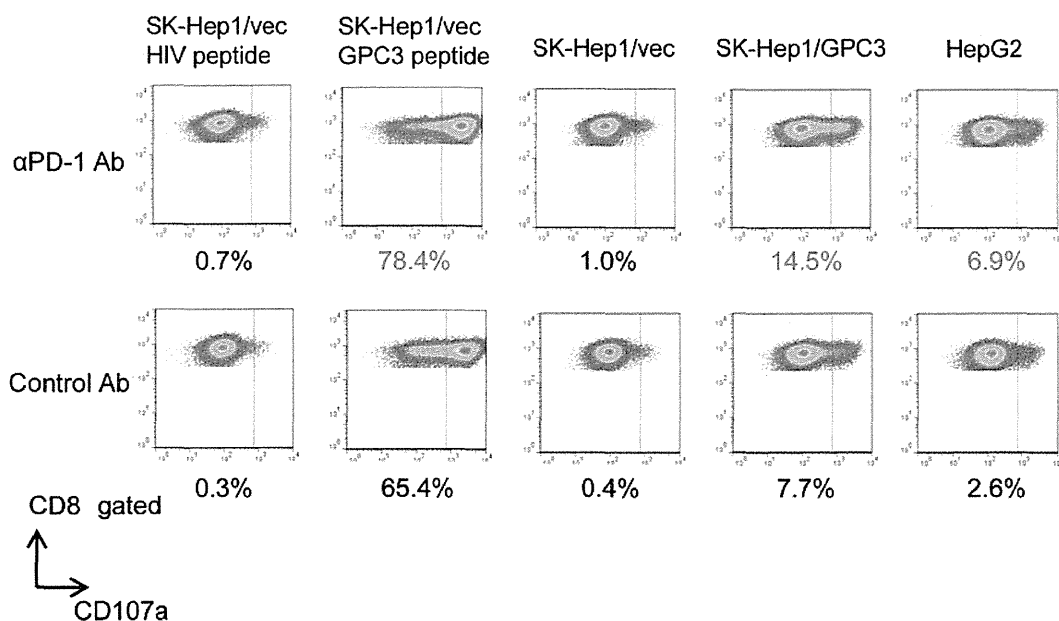 SK-Hep1/vec
HIV peptide
SK-Hep1/vec
GPC3 peptide
SK-Hep1/vec
SK-Hep1/GPC3
HepG2
αPD-1 Ab
0.7%
78.4%
1.0%
14.5%
6.9%
Control Ab
0.3%
65.4%
0.4%
7.7%
2.6%
CD8 gated
CD107a